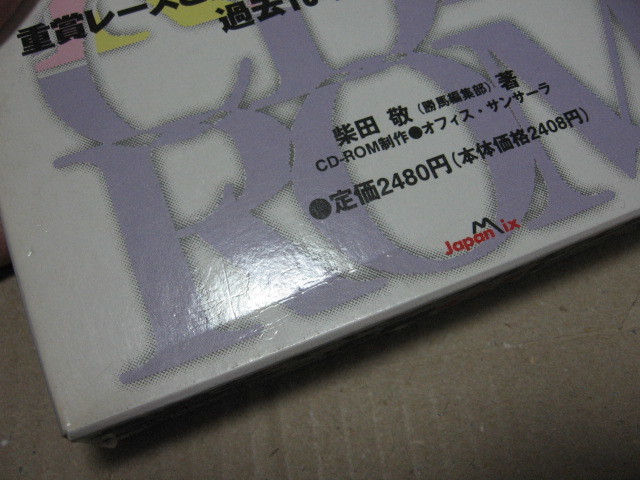 重賞レース
過去10
CD-
ROM
柴田 敬(勝馬編集部)著
CD-ROM制作●オフィス・サンサーラ
●定価2480円(本体価格2408円)
Japan Mix